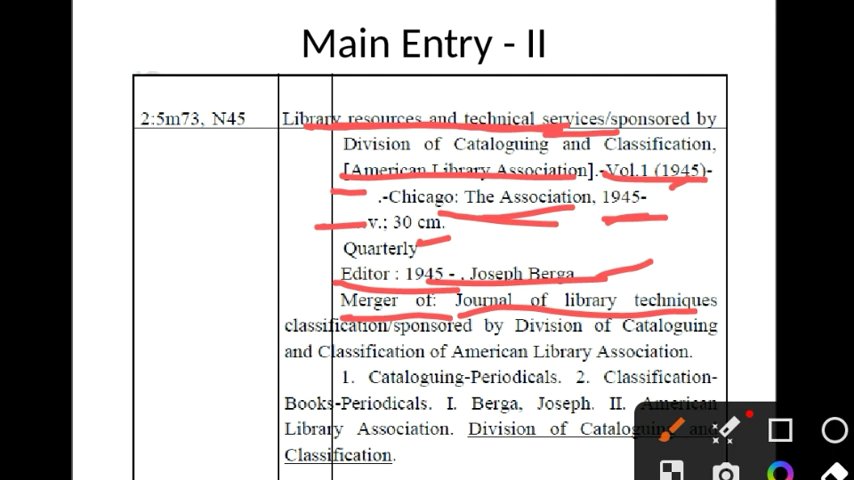 Main Entry - II
2:5m73, N45 Library resources and technical services/sponsored by
Division of Cataloguing and Classification,
[American Library Association].-Vol.1 (1945)-
.-Chicago: The Association, 1945-
v.; 30 cm.
Quarterly
Editor : 1945 - , Joseph Berga
Merger of: Journal of library techniques
classification/sponsored by Division of Cataloguing
and Classification of American Library Association.
1. Cataloguing-Periodicals. 2. Classification-
Books-Periodicals. I. Berga, Joseph. II. American
Library Association. Division of Cataloguing and
Classification.